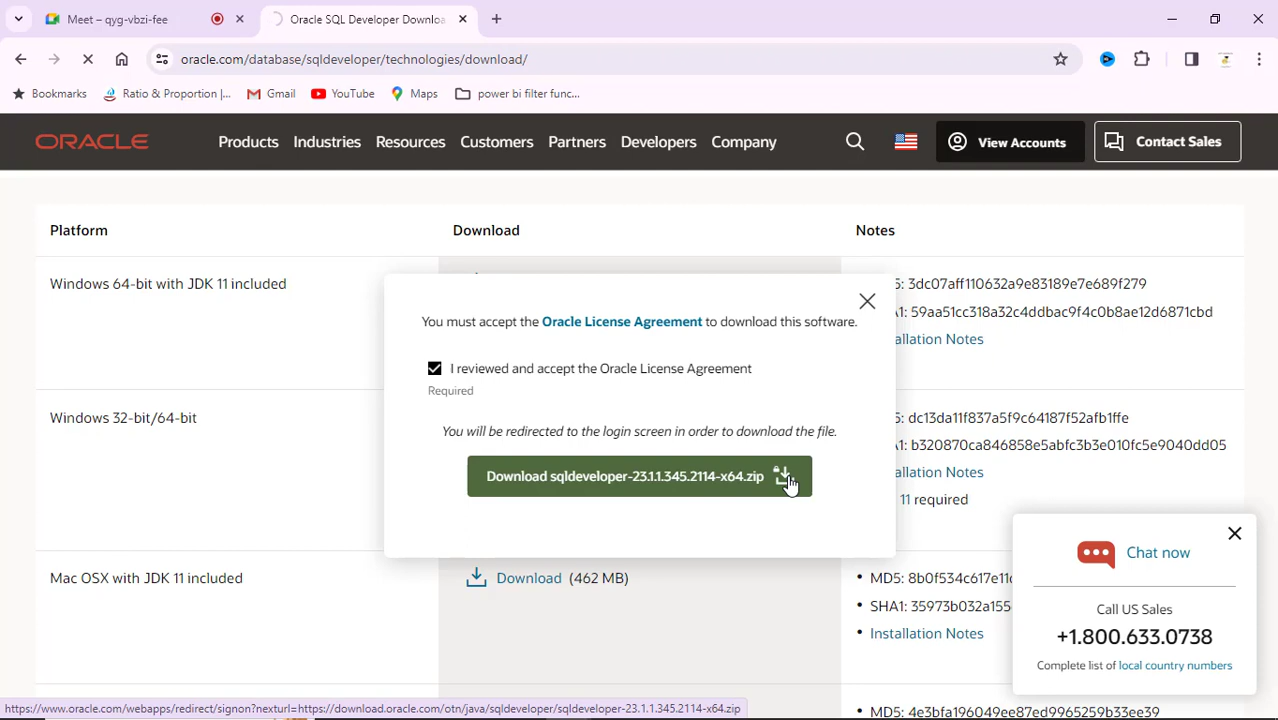 Meet – qyg-vbzi-fee
Oracle SQL Developer Downloa
oracle.com/database/sqldeveloper/technologies/download/
Bookmarks
Ratio & Proportion |...
Gmail
YouTube
Maps
power bi filter func...
ORACLE
Products
Industries
Resources
Customers
Partners
Developers
Company
View Accounts
Contact Sales
Platform
Download
Notes
Windows 64-bit with JDK 11 included
5: 3dc07aff110632a9e83189e7e689f279
A1: 59aa51cc318a32c4ddbac9f4c0b8ae12d6871cbd
allation Notes
You must accept the Oracle License Agreement to download this software.
I reviewed and accept the Oracle License Agreement
Required
You will be redirected to the login screen in order to download the file.
Download sqldeveloper-23.1.1.345.2114-x64.zip
Windows 32-bit/64-bit
5: dc13da11f837a5f9c64187f52afb1ffe
A1: b320870ca846858e5abfc3b3e010fc5e9040dd05
allation Notes
11 required
Mac OSX with JDK 11 included
Download (462 MB)
• MD5: 8b0f534c617e11c
• SHA1: 35973b032a155
• Installation Notes
• MD5: 4e3bfa196049ee87ed9965259b33ee39
Chat now
Call US Sales
+1.800.633.0738
Complete list of local country numbers
https://www.oracle.com/webapps/redirect/signon?nexturl=https://download.oracle.com/otn/java/sqldeveloper/sqldeveloper-23.1.1.345.2114-x64.zip